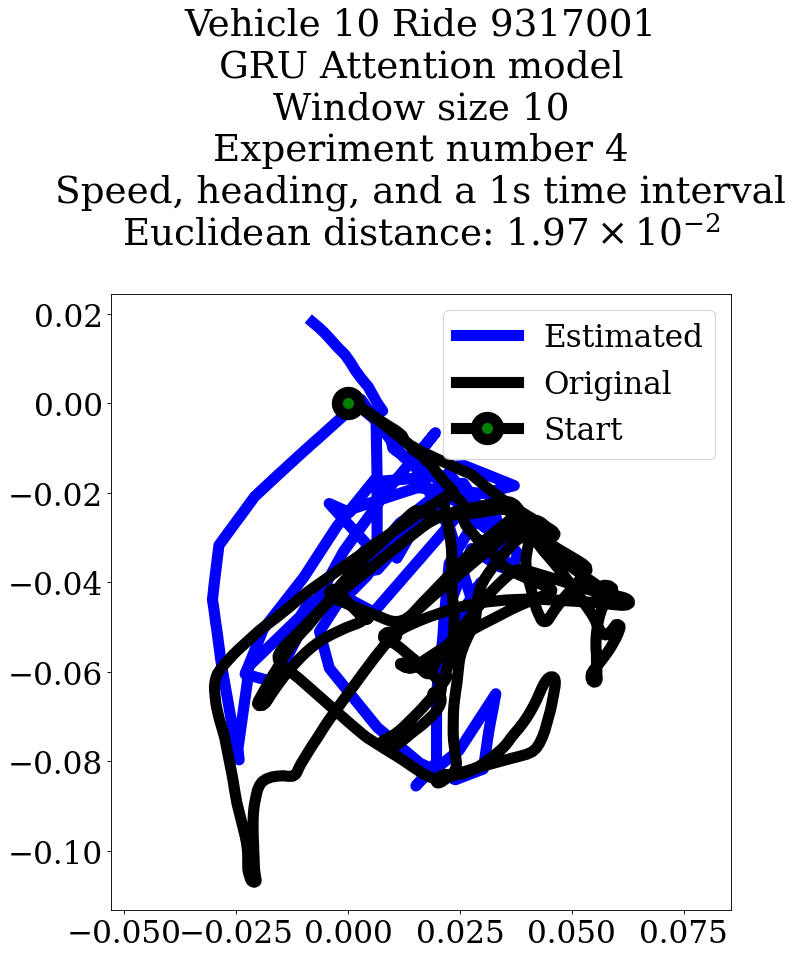 Vehicle 10 Ride 9317001
GRU Attention model
Window size 10
Experiment number 4
Speed, heading, and a 1s time interval
Euclidean distance: 1.97 × 10⁻²
Estimated
Original
Start
0.02
0.00
−0.02
−0.04
−0.06
−0.08
−0.10
−0.050 −0.025 0.000 0.025 0.050 0.075